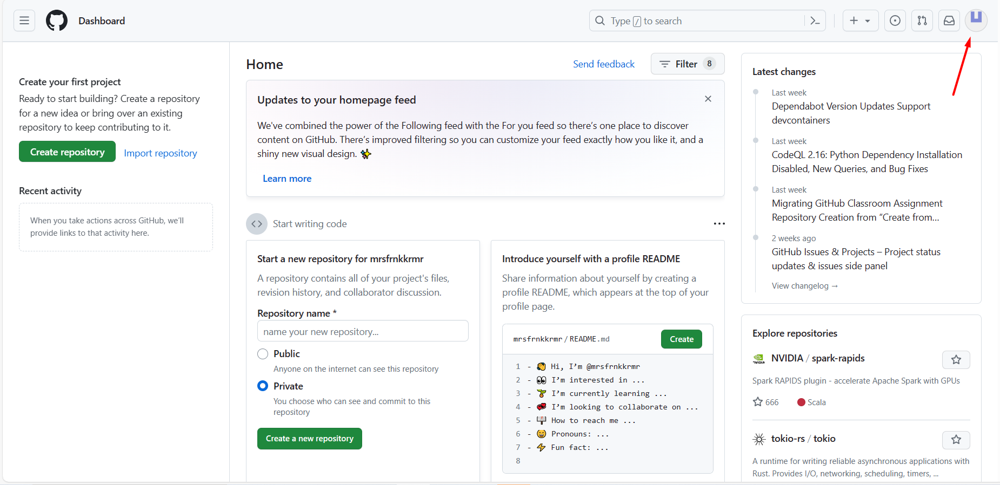 Dashboard
Type / to search
Home
Send feedback
Filter 8
Create your first project
Ready to start building? Create a repository
for a new idea or bring over an existing
repository to keep contributing to it.
Create repository
Import repository
Recent activity
When you take actions across GitHub, we'll
provide links to that activity here.
Updates to your homepage feed
We've combined the power of the Following feed with the For you feed so there's one place to discover
content on GitHub. There's improved filtering so you can customize your feed exactly how you like it, and a
shiny new visual design. ✨
Learn more
Start writing code
Start a new repository for mrsfrnkkrmr
A repository contains all of your project's files,
revision history, and collaborator discussion.
Repository name *
name your new repository...
Public
Anyone on the internet can see this repository
Private
You choose who can see and commit to this
repository
Create a new repository
Introduce yourself with a profile README
Share information about yourself by creating a
profile README, which appears at the top of your
profile page.
mrsfrnkkrmr / README.md
Create
1 - 👋 Hi, I'm @mrsfrnkkrmr
2 - 👀 I'm interested in ...
3 - 🌱 I'm currently learning ...
4 - 💞️ I'm looking to collaborate on ...
5 - 📫 How to reach me ...
6 - 😄 Pronouns: ...
7 - ⚡ Fun fact: ...
8
Latest changes
Last week
Dependabot Version Updates Support
devcontainers
Last week
CodeQL 2.16: Python Dependency Installation
Disabled, New Queries, and Bug Fixes
Last week
Migrating GitHub Classroom Assignment
Repository Creation from “Create from...
2 weeks ago
GitHub Issues & Projects – Project status
updates & issues side panel
View changelog →
Explore repositories
NVIDIA / spark-rapids
Spark RAPIDS plugin - accelerate Apache Spark with GPUs
666
Scala
tokio-rs / tokio
A runtime for writing reliable asynchronous applications with
Rust. Provides I/O, networking, scheduling, timers, ...